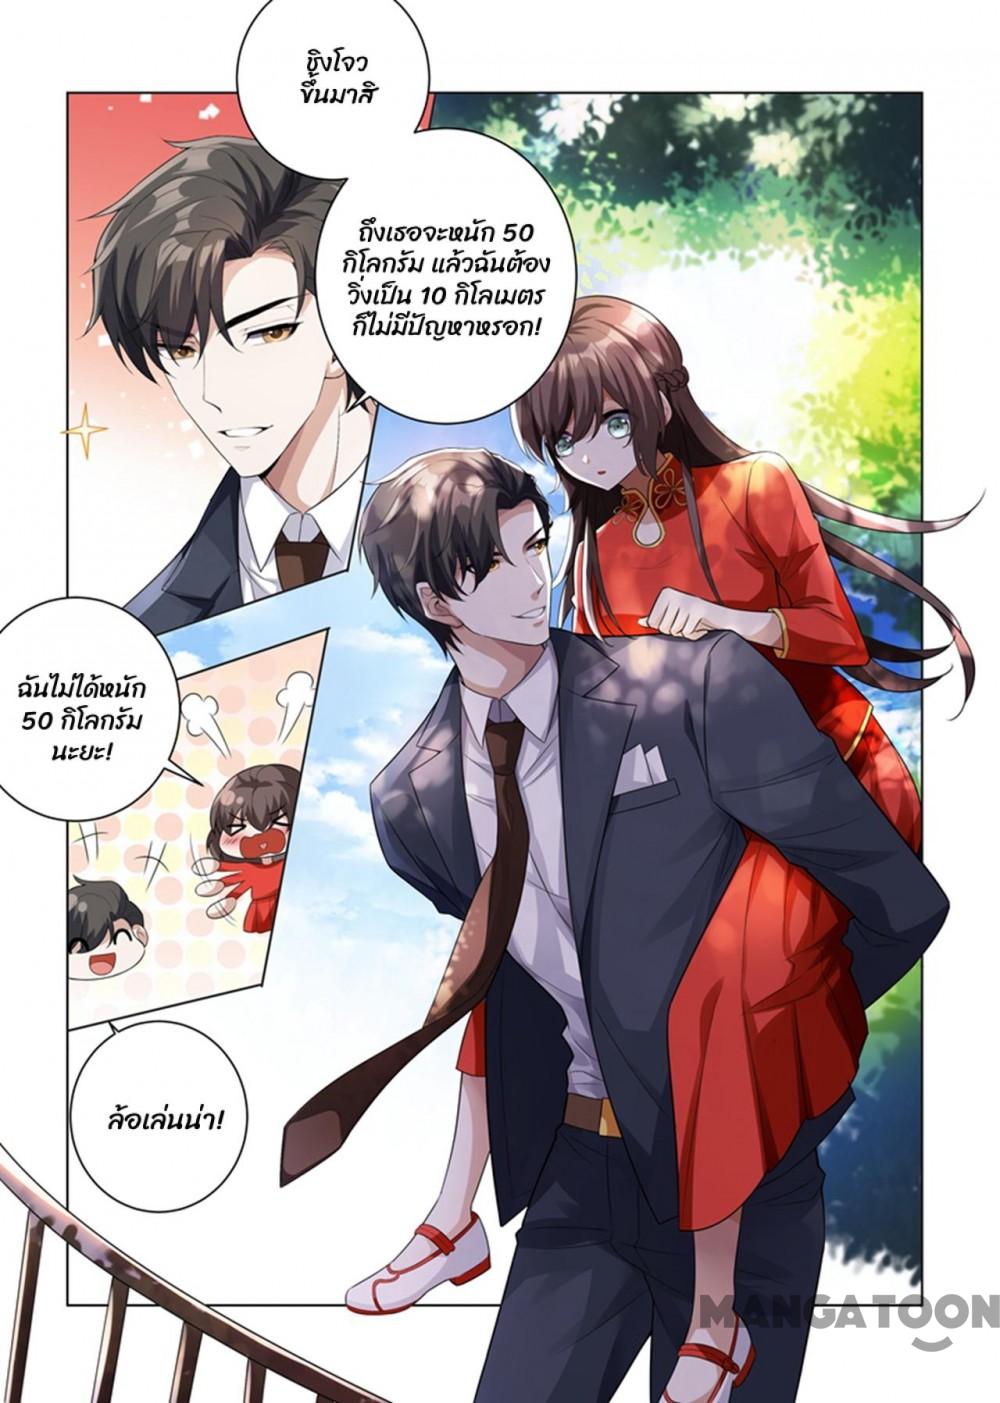 ชิงโจว
ขึ้นมาสิ
ถึงเธอจะหนัก 50
กิโลกรัม แล้วฉันต้อง
วิ่งเป็น 10 กิโลเมตร
ก็ไม่มีปัญหาหรอก!
ฉันไม่ได้หนัก
50 กิโลกรัม
นะยะ!
ล้อเล่นน่า!
MANGATOON